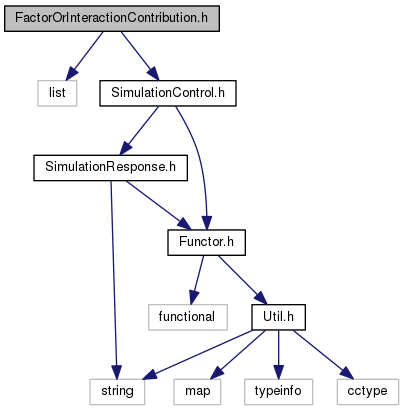 FactorOrInteractionContribution.h
list
SimulationControl.h
SimulationResponse.h
Functor.h
functional
Util.h
string
map
typeinfo
cctype